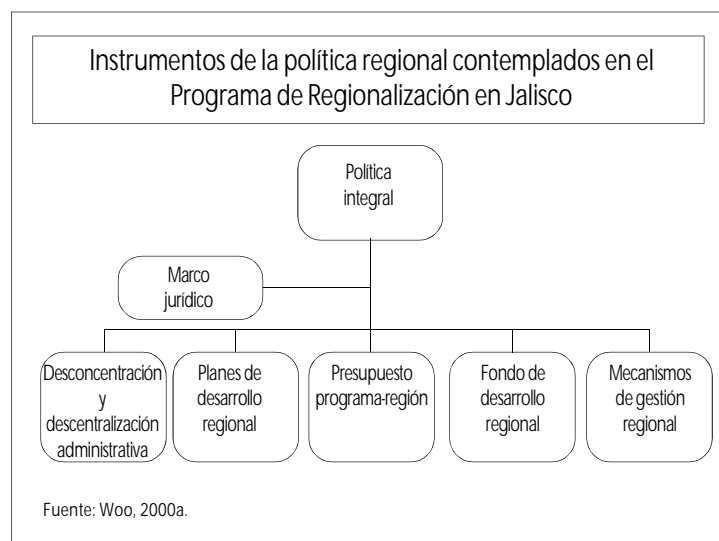 Instrumentos de la política regional contemplados en el
Programa de Regionalización en Jalisco
Política
integral
Marco
jurídico
Desconcentración
y
descentralización
administrativa
Planes de
desarrollo
regional
Presupuesto
programa-región
Fondo de
desarrollo
regional
Mecanismos
de gestión
regional
Fuente: Woo, 2000a.